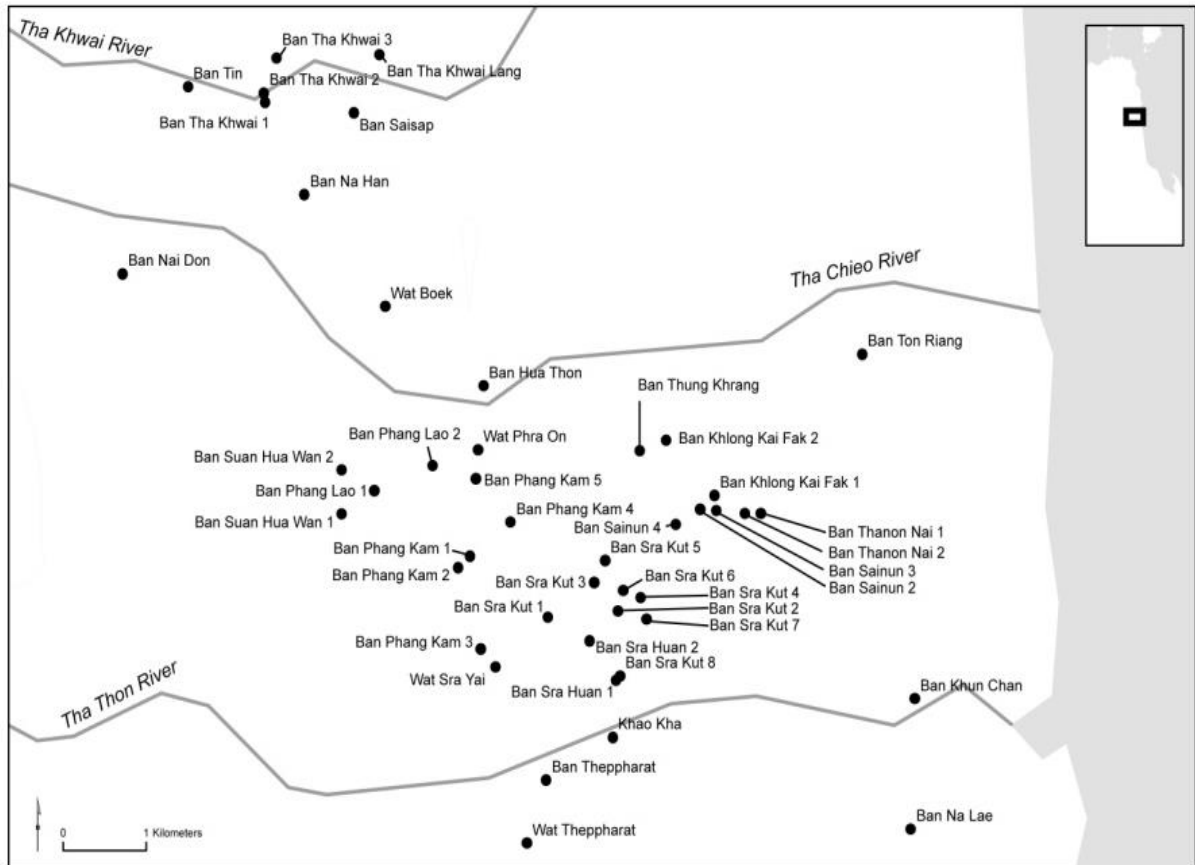 Tha Khwai River
Ban Tha Khwai 3
Ban Tin
Ban Tha Khwai 2
Ban Tha Khwai Lang
Ban Tha Khwai 1
Ban Saisap
Ban Na Han
Ban Nai Don
Tha Chieo River
Wat Boek
Ban Ton Riang
Ban Hua Thon
Ban Thung Khrang
Ban Phang Lao 2
Wat Phra On
Ban Khlong Kai Fak 2
Ban Suan Hua Wan 2
Ban Phang Kam 5
Ban Khlong Kai Fak 1
Ban Phang Lao 1
Ban Suan Hua Wan 1
Ban Phang Kam 4
Ban Sainun 4
Ban Thanon Nai 1
Ban Thanon Nai 2
Ban Sainun 3
Ban Sainun 2
Ban Phang Kam 1
Ban Sra Kut 5
Ban Phang Kam 2
Ban Sra Kut 3
Ban Sra Kut 6
Ban Sra Kut 4
Ban Sra Kut 1
Ban Sra Kut 2
Ban Sra Kut 7
Ban Phang Kam 3
Ban Sra Huan 2
Ban Sra Kut 8
Wat Sra Yai
Ban Sra Huan 1
Ban Khun Chan
Tha Thon River
Khao Kha
Ban Theppharat
Ban Na Lae
Wat Theppharat
0 1 Kilometers